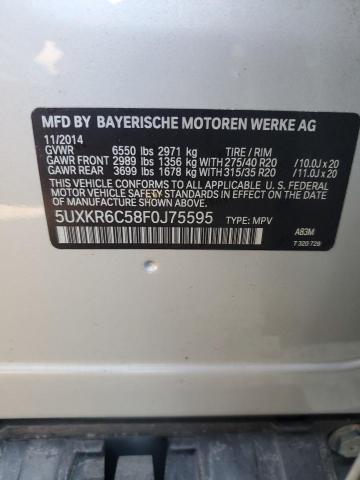 MFD BY BAYERISCHE MOTOREN WERKE AG
11/2014
GVWR 6550 lbs 2971 kg TIRE / RIM
GAWR FRONT 2989 lbs 1356 kg WITH 275/40 R20 /10.0J x 20
GAWR REAR 3699 lbs 1678 kg WITH 315/35 R20 /11.0J x 20
THIS VEHICLE CONFORMS TO ALL APPLICABLE U. S. FEDERAL
MOTOR VEHICLE SAFETY STANDARDS IN EFFECT ON THE
DATE OF MANUFACTURE SHOWN ABOVE.
5UXKR6C58F0J75595 TYPE: MPV
A83M
7 320 729